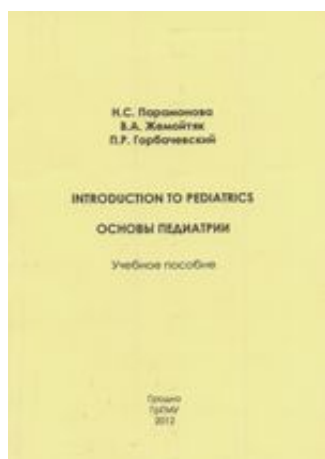 Н.С. Парамонова
В.А. Жемойтяк
П.Р. Горбачевский
INTRODUCTION TO PEDIATRICS
ОСНОВЫ ПЕДИАТРИИ
Учебное пособие
Гродно
ГрГМУ
2012